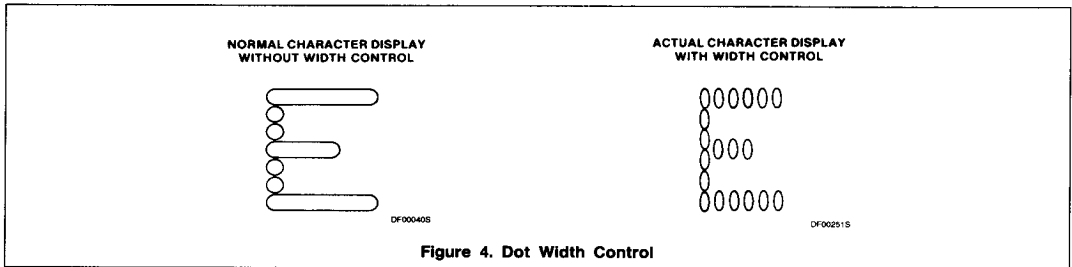 NORMAL CHARACTER DISPLAY
WITHOUT WIDTH CONTROL
ACTUAL CHARACTER DISPLAY
WITH WIDTH CONTROL
DF00040S
DF00251S
Figure 4. Dot Width Control